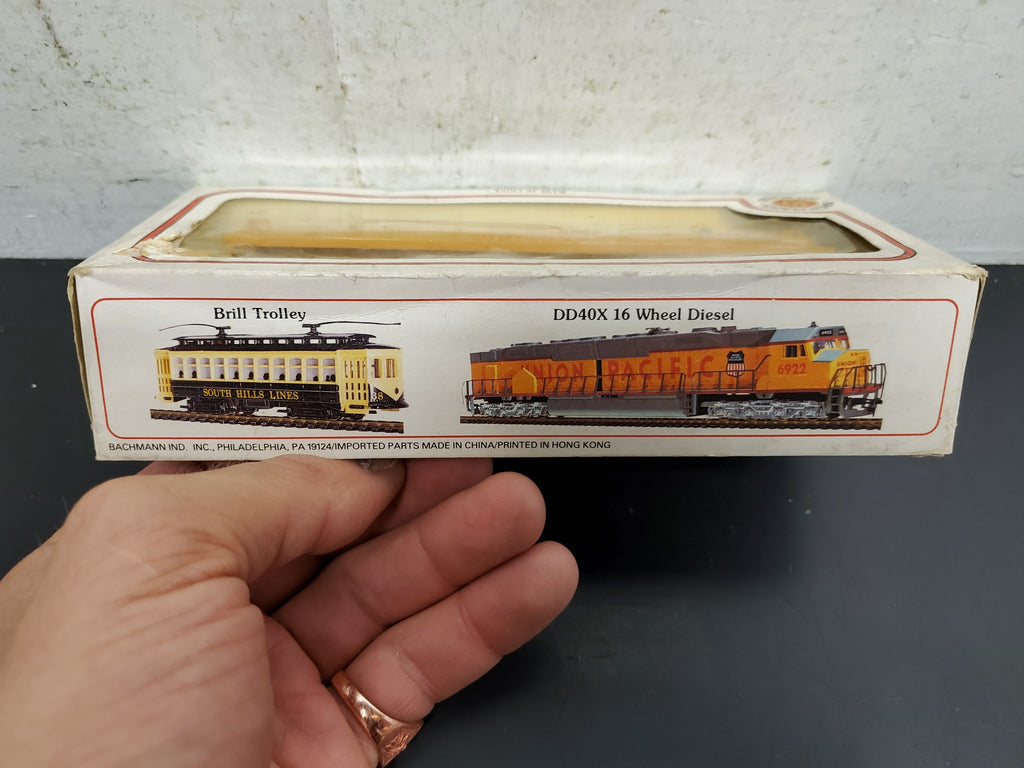 Brill Trolley
DD40X 16 Wheel Diesel
SOUTH HILLS LINES
UNION PACIFIC
6922
BACHMANN IND. INC., PHILADELPHIA, PA 19124/IMPORTED PARTS MADE IN CHINA/PRINTED IN HONG KONG